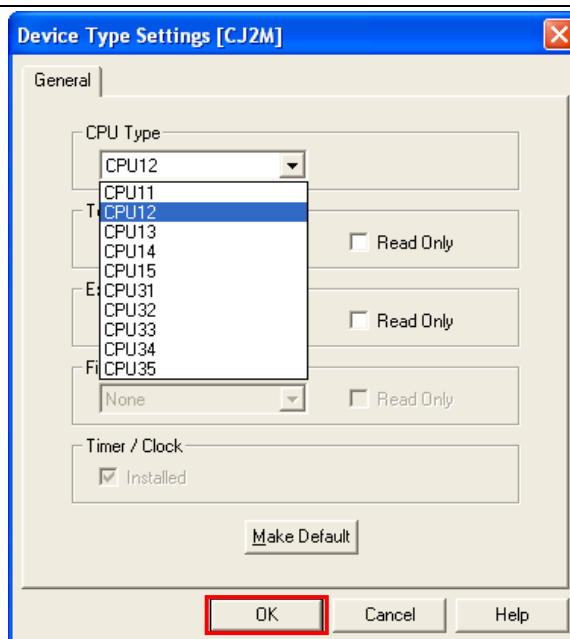 Device Type Settings [CJ2M]
General
CPU Type
CPU12
CPU11
CPU12
CPU13
CPU14
CPU15
CPU31
CPU32
CPU33
CPU34
CPU35
Read Only
Read Only
None
Read Only
Timer / Clock
Installed
Make Default
OK Cancel Help